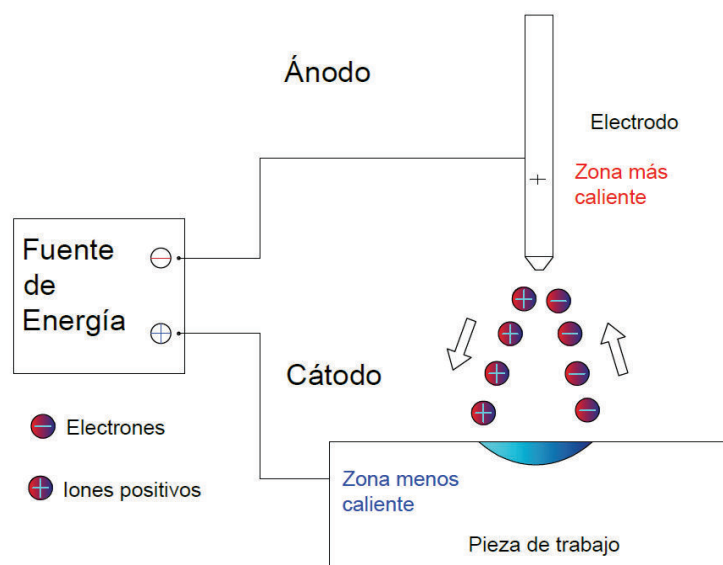 Ánodo
Electrodo
Zona más
caliente
+
Fuente
de
Energía
−
+
+ −
+ −
+ −
+ −
Cátodo
− Electrones
+ Iones positivos
Zona menos
caliente
Pieza de trabajo